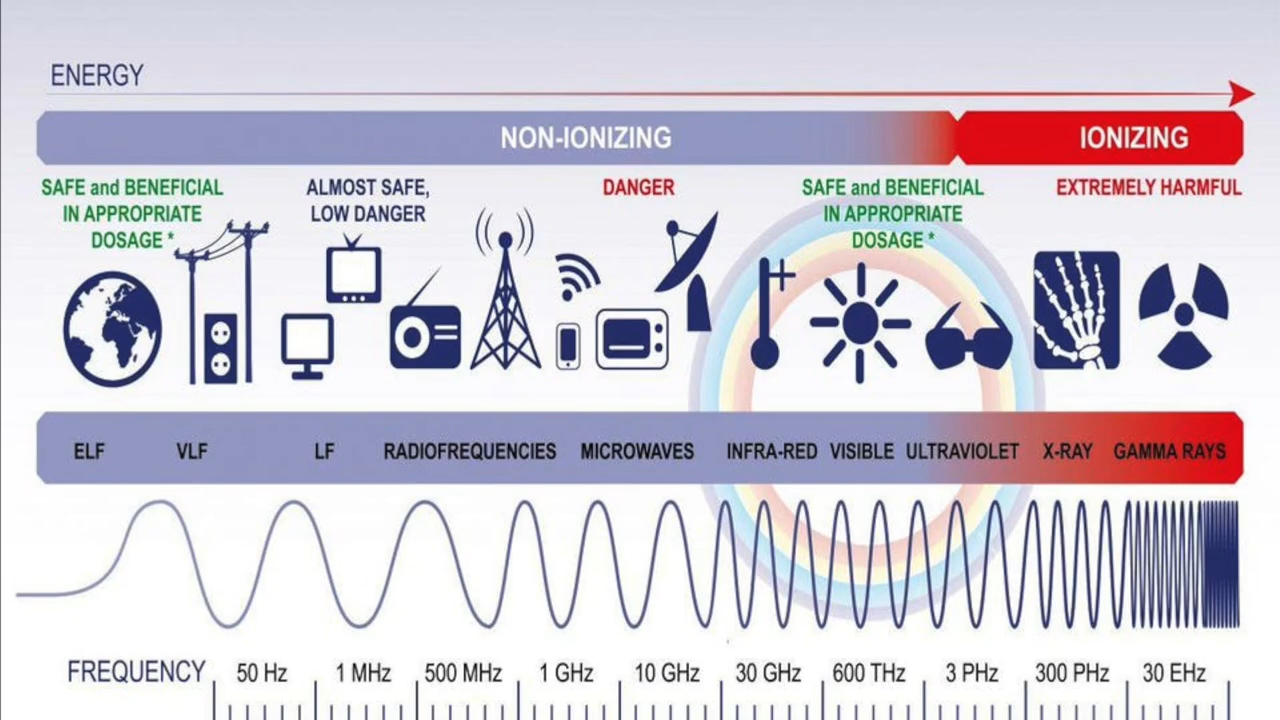 ENERGY
NON-IONIZING
IONIZING
SAFE and BENEFICIAL
IN APPROPRIATE
DOSAGE *
ALMOST SAFE,
LOW DANGER
DANGER
SAFE and BENEFICIAL
IN APPROPRIATE
DOSAGE *
EXTREMELY HARMFUL
ELF VLF LF RADIOFREQUENCIES MICROWAVES INFRA-RED VISIBLE ULTRAVIOLET X-RAY GAMMA RAYS
FREQUENCY 50 Hz 1 MHz 500 MHz 1 GHz 10 GHz 30 GHz 600 THz 3 PHz 300 PHz 30 EHz